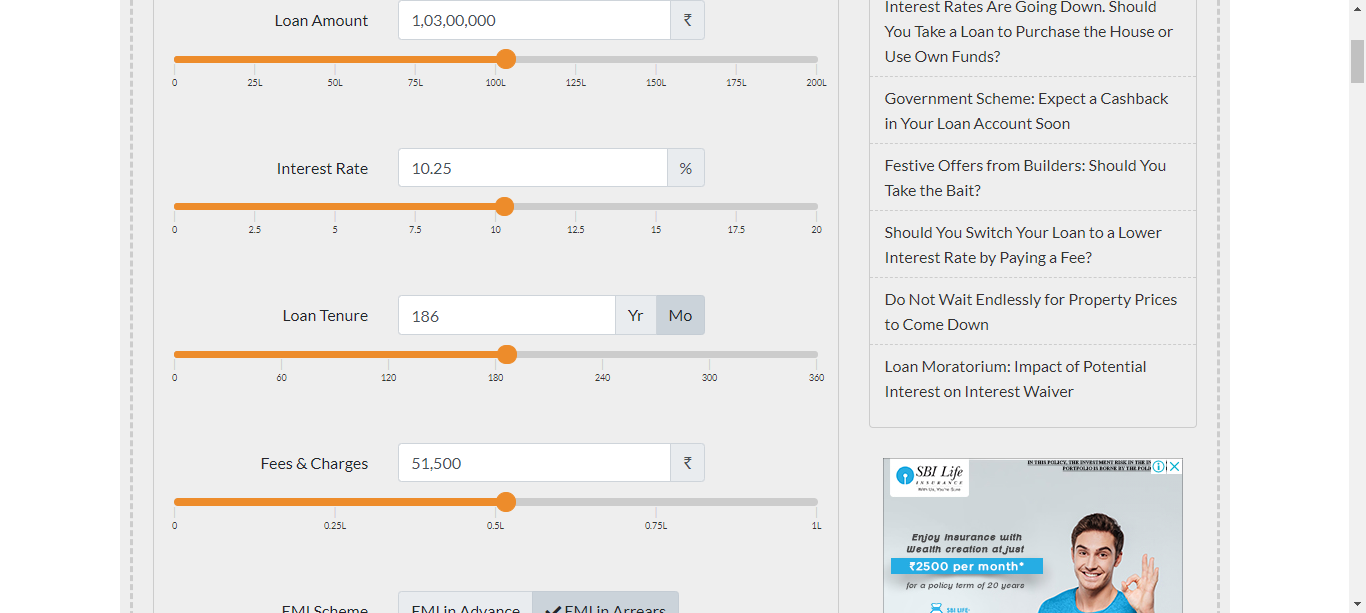 Loan Amount
1,03,00,000
₹
0 25L 50L 75L 100L 125L 150L 175L 200L
Interest Rate
10.25
%
0 2.5 5 7.5 10 12.5 15 17.5 20
Loan Tenure
186
Yr
Mo
0 60 120 180 240 300 360
Fees & Charges
51,500
₹
0 0.25L 0.5L 0.75L 1L
EMI Scheme
EMI in Advance
EMI in Arrears
Interest Rates Are Going Down. Should
You Take a Loan to Purchase the House or
Use Own Funds?
Government Scheme: Expect a Cashback
in Your Loan Account Soon
Festive Offers from Builders: Should You
Take the Bait?
Should You Switch Your Loan to a Lower
Interest Rate by Paying a Fee?
Do Not Wait Endlessly for Property Prices
to Come Down
Loan Moratorium: Impact of Potential
Interest on Interest Waiver
SBI Life
INSURANCE
With Us, You're Sure
IN THIS POLICY, THE INVESTMENT RISK IN THE
PORTFOLIO IS BORNE BY THE
Enjoy insurance with
Wealth creation at just
₹2500 per month*
for a policy term of 20 years
SBI LIFE-